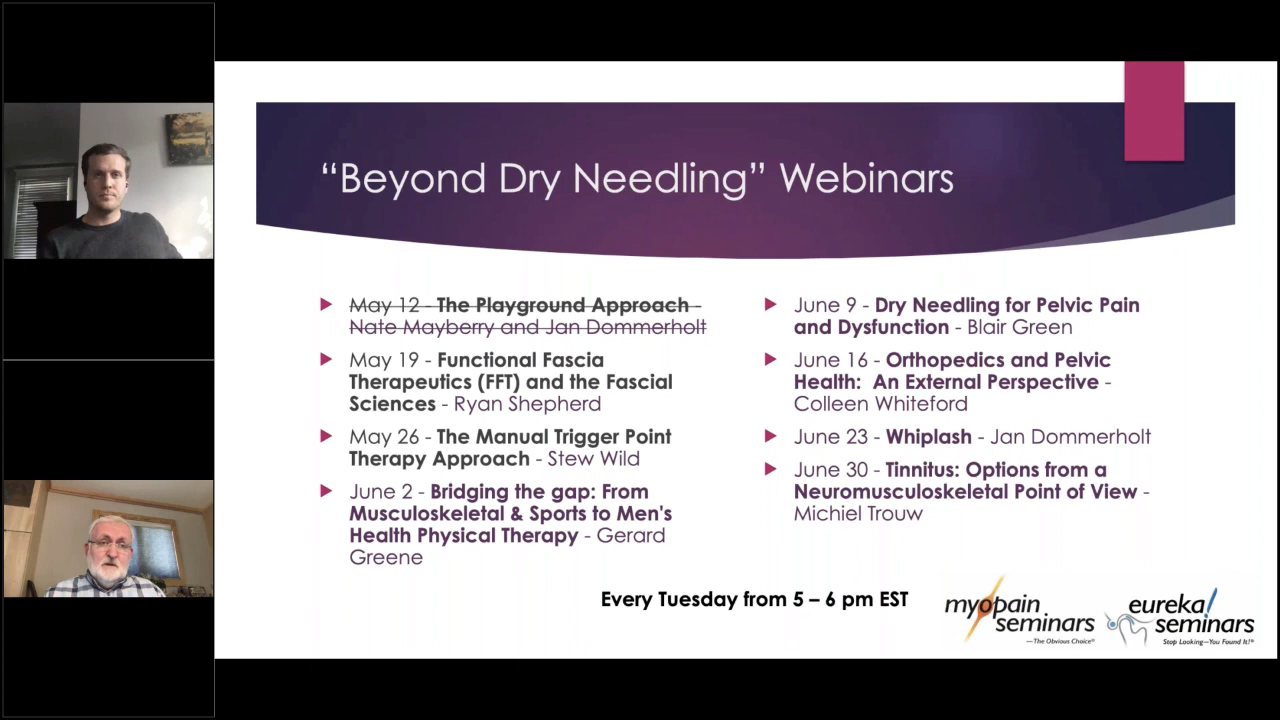 “Beyond Dry Needling” Webinars
May 12 - The Playground Approach -
Nate Mayberry and Jan Dommerholt
May 19 - Functional Fascia
Therapeutics (FFT) and the Fascial
Sciences - Ryan Shepherd
May 26 - The Manual Trigger Point
Therapy Approach - Stew Wild
June 2 - Bridging the gap: From
Musculoskeletal & Sports to Men's
Health Physical Therapy - Gerard
Greene
June 9 - Dry Needling for Pelvic Pain
and Dysfunction - Blair Green
June 16 - Orthopedics and Pelvic
Health: An External Perspective -
Colleen Whiteford
June 23 - Whiplash - Jan Dommerholt
June 30 - Tinnitus: Options from a
Neuromusculoskeletal Point of View -
Michiel Trouw
Every Tuesday from 5 – 6 pm EST
myopain
seminars
—The Obvious Choice®
eureka!
seminars
Stop Looking—You Found It!®